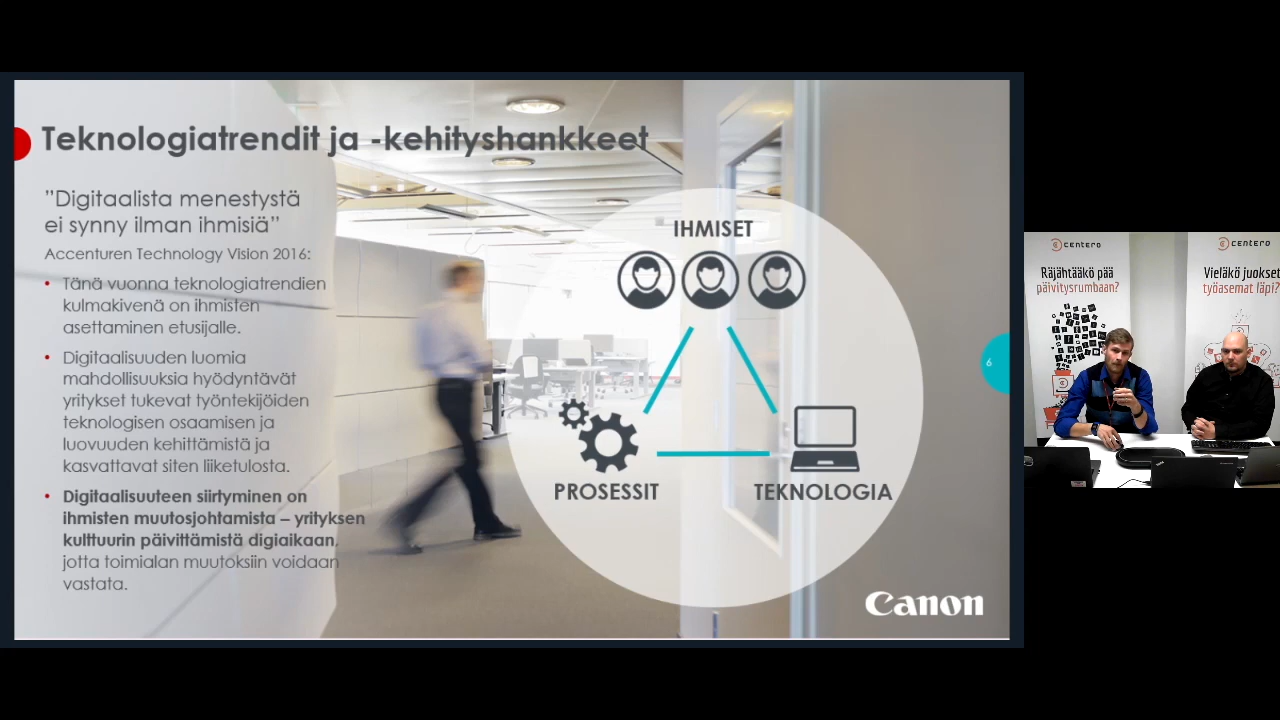 Teknologiatrendit ja -kehityshankkeet
”Digitaalista menestystä
ei synny ilman ihmisiä”
Accenturen Technology Vision 2016:
• Tänä vuonna teknologiatrendien
kulmakivenä on ihmisten
asettaminen etusijalle.
• Digitaalisuuden luomia
mahdollisuuksia hyödyntävät
yritykset tukevat työntekijöiden
teknologisen osaamisen ja
luovuuden kehittämistä ja
kasvattavat siten liiketulosta.
• Digitaalisuuteen siirtyminen on
ihmisten muutosjohtamista – yrityksen
kulttuurin päivittämistä digiaikaan,
jotta toimialan muutoksiin voidaan
vastata.
IHMISET
PROSESSIT
TEKNOLOGIA
6
Canon
centero
Räjähtääkö pää
päivitysrumbaan?
centero
Vieläkö juokset
työasemat läpi?